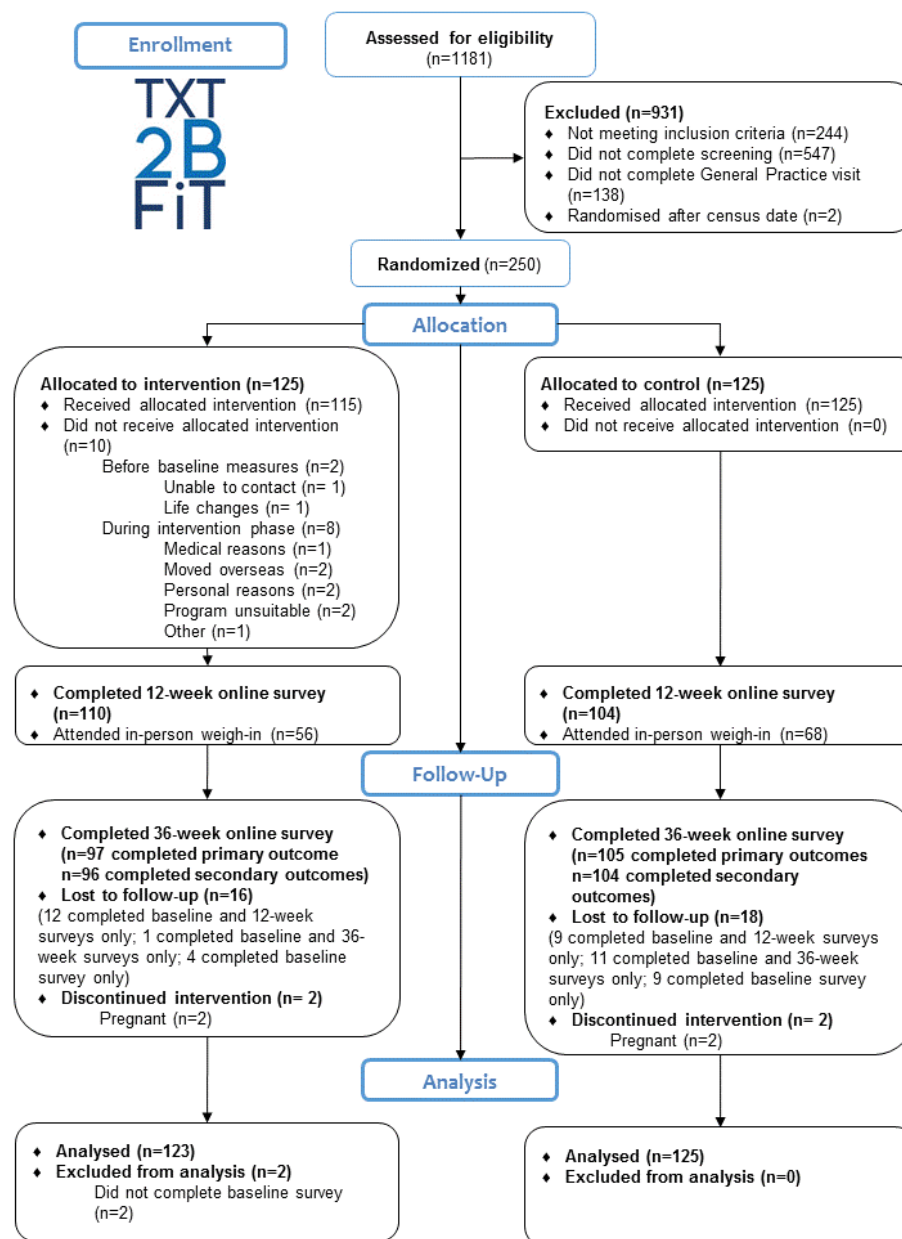 Enrollment
TXT
2B
FiT
Assessed for eligibility
(n=1181)
Excluded (n=931)
♦ Not meeting inclusion criteria (n=244)
♦ Did not complete screening (n=547)
♦ Did not complete General Practice visit
(n=138)
♦ Randomised after census date (n=2)
Randomized (n=250)
Allocation
Allocated to intervention (n=125)
♦ Received allocated intervention (n=115)
♦ Did not receive allocated intervention
(n=10)
Before baseline measures (n=2)
Unable to contact (n= 1)
Life changes (n= 1)
During intervention phase (n=8)
Medical reasons (n=1)
Moved overseas (n=2)
Personal reasons (n=2)
Program unsuitable (n=2)
Other (n=1)
Allocated to control (n=125)
♦ Received allocated intervention (n=125)
♦ Did not receive allocated intervention (n=0)
♦ Completed 12-week online survey
(n=110)
♦ Attended in-person weigh-in (n=56)
♦ Completed 12-week online survey
(n=104)
♦ Attended in-person weigh-in (n=68)
Follow-Up
♦ Completed 36-week online survey
(n=97 completed primary outcome
n=96 completed secondary outcomes)
♦ Lost to follow-up (n=16)
(12 completed baseline and 12-week
surveys only; 1 completed baseline and 36-
week surveys only; 4 completed baseline
survey only)
♦ Discontinued intervention (n= 2)
Pregnant (n=2)
♦ Completed 36-week online survey
(n=105 completed primary outcomes
n=104 completed secondary
outcomes)
♦ Lost to follow-up (n=18)
(9 completed baseline and 12-week surveys
only; 11 completed baseline and 36-week
surveys only; 9 completed baseline survey
only)
♦ Discontinued intervention (n= 2)
Pregnant (n=2)
Analysis
♦ Analysed (n=123)
♦ Excluded from analysis (n=2)
Did not complete baseline survey
(n=2)
♦ Analysed (n=125)
♦ Excluded from analysis (n=0)